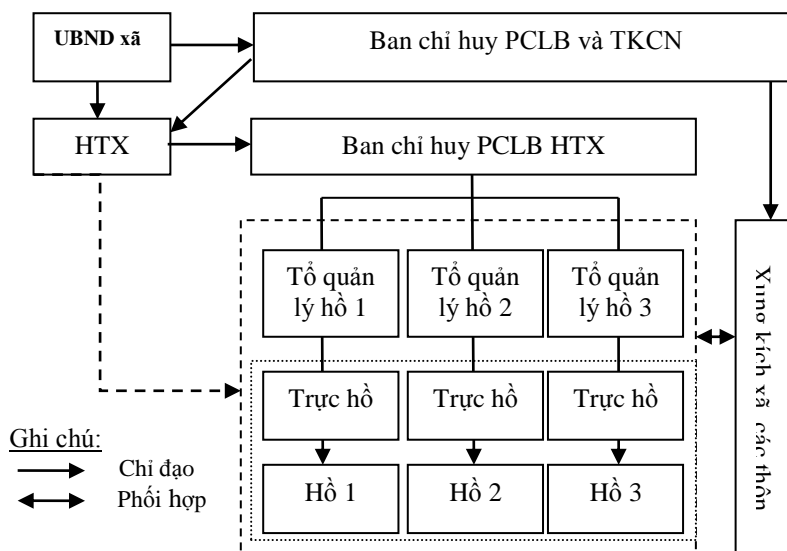 UBND xã
Ban chỉ huy PCLB và TKCN
HTX
Ban chỉ huy PCLB HTX
Tổ quản
lý hồ 1
Tổ quản
lý hồ 2
Tổ quản
lý hồ 3
Xung kích xã, các thôn
Trực hồ
Trực hồ
Trực hồ
Hồ 1
Hồ 2
Hồ 3
Ghi chú:
Chỉ đạo
Phối hợp